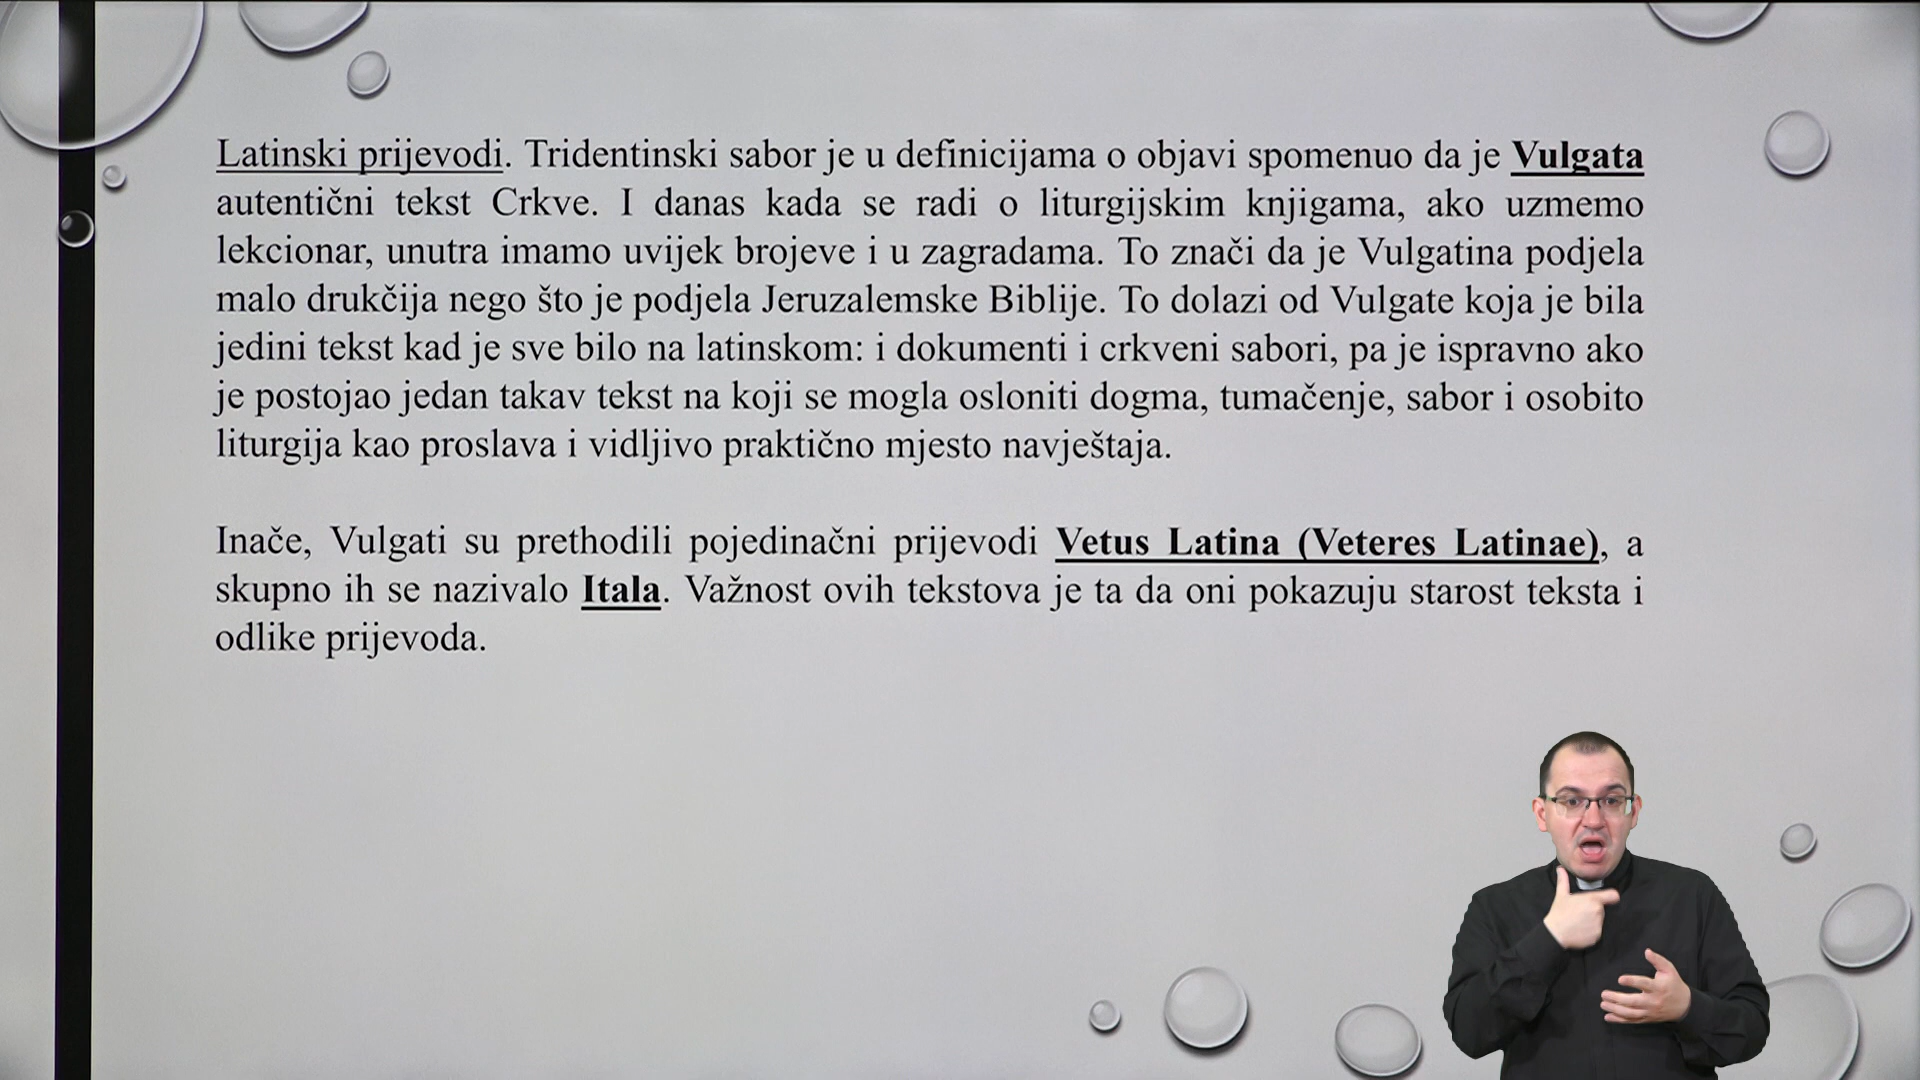 Latinski prijevodi. Tridentinski sabor je u definicijama o objavi spomenuo da je Vulgata
autentični tekst Crkve. I danas kada se radi o liturgijskim knjigama, ako uzmemo
lekcionar, unutra imamo uvijek brojeve i u zagradama. To znači da je Vulgatina podjela
malo drukčija nego što je podjela Jeruzalemske Biblije. To dolazi od Vulgate koja je bila
jedini tekst kad je sve bilo na latinskom: i dokumenti i crkveni sabori, pa je ispravno ako
je postojao jedan takav tekst na koji se mogla osloniti dogma, tumačenje, sabor i osobito
liturgija kao proslava i vidljivo praktično mjesto navještaja.
Inače, Vulgati su prethodili pojedinačni prijevodi Vetus Latina (Veteres Latinae), a
skupno ih se nazivalo Itala. Važnost ovih tekstova je ta da oni pokazuju starost teksta i
odlike prijevoda.